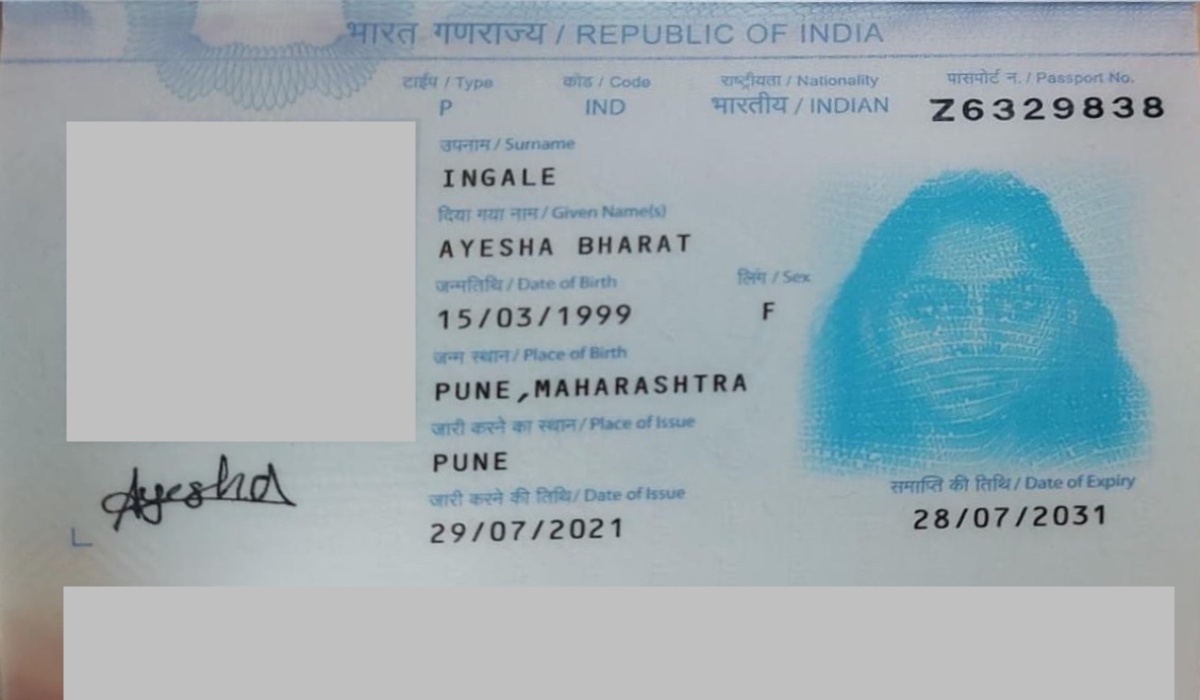 भारत गणराज्य / REPUBLIC OF INDIA
टाईप / Type कोड / Code राष्ट्रीयता / Nationality पासपोर्ट न. / Passport No.
P IND भारतीय / INDIAN Z6329838
उपनाम / Surname
INGALE
दिया गया नाम / Given Name(s)
AYESHA BHARAT
जन्मतिथि / Date of Birth लिंग / Sex
15/03/1999 F
जन्म स्थान / Place of Birth
PUNE,MAHARASHTRA
जारी करने का स्थान / Place of Issue
PUNE
जारी करने की तिथि / Date of Issue समाप्ति की तिथि / Date of Expiry
29/07/2021 28/07/2031
Ayesha